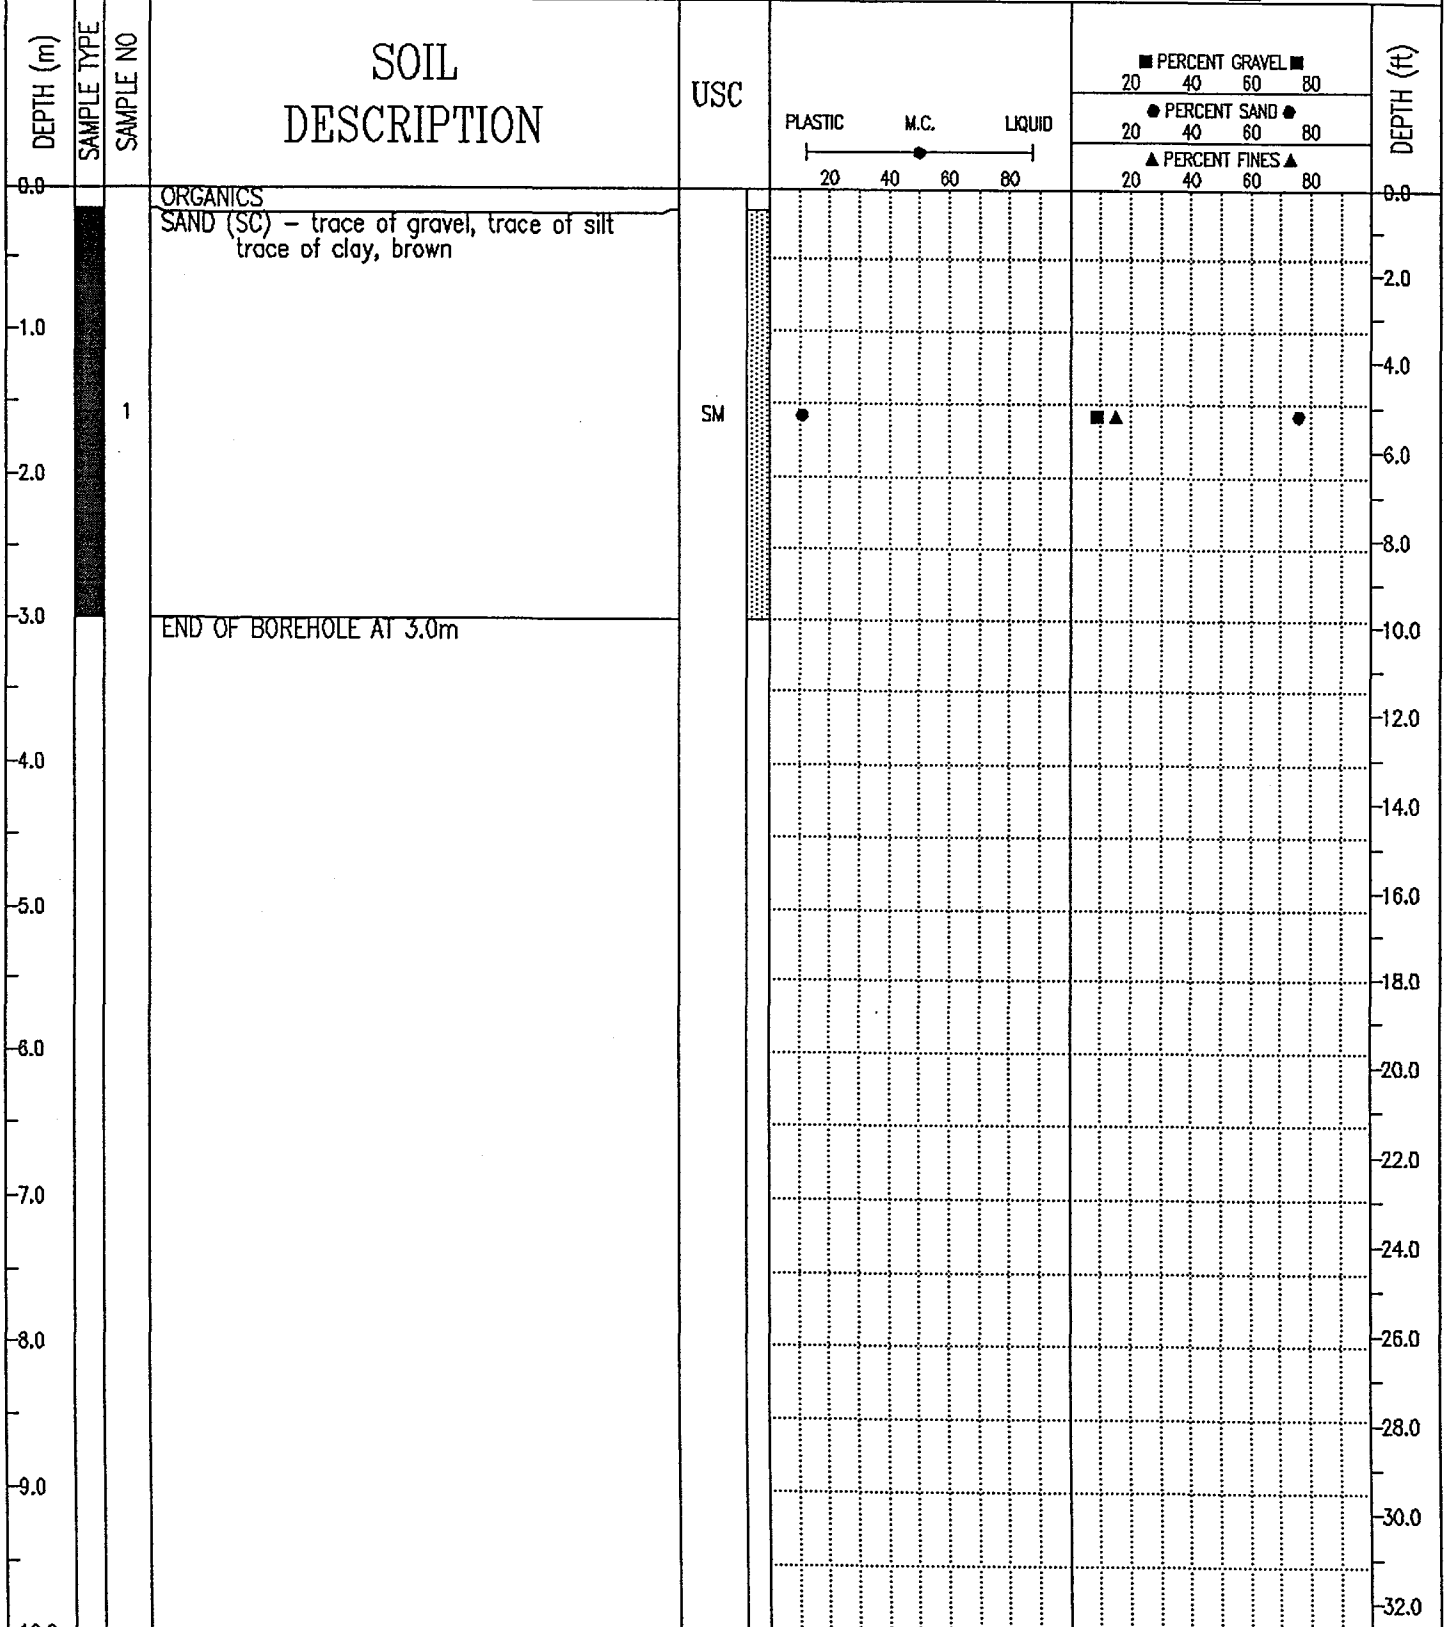 DEPTH (m)
SAMPLE TYPE
SAMPLE NO
SOIL
DESCRIPTION
USC
PLASTIC M.C. LIQUID
20 40 60 80
■ PERCENT GRAVEL ■
20 40 60 80
● PERCENT SAND ●
20 40 60 80
▲ PERCENT FINES ▲
20 40 60 80
DEPTH (ft)
0.0
ORGANICS
0.0
SAND (SC) – trace of gravel, trace of silt
trace of clay, brown
2.0
1.0
4.0
1
SM
6.0
2.0
8.0
3.0
END OF BOREHOLE AT 3.0m
10.0
12.0
4.0
14.0
5.0
16.0
18.0
6.0
20.0
22.0
7.0
24.0
8.0
26.0
28.0
9.0
30.0
32.0